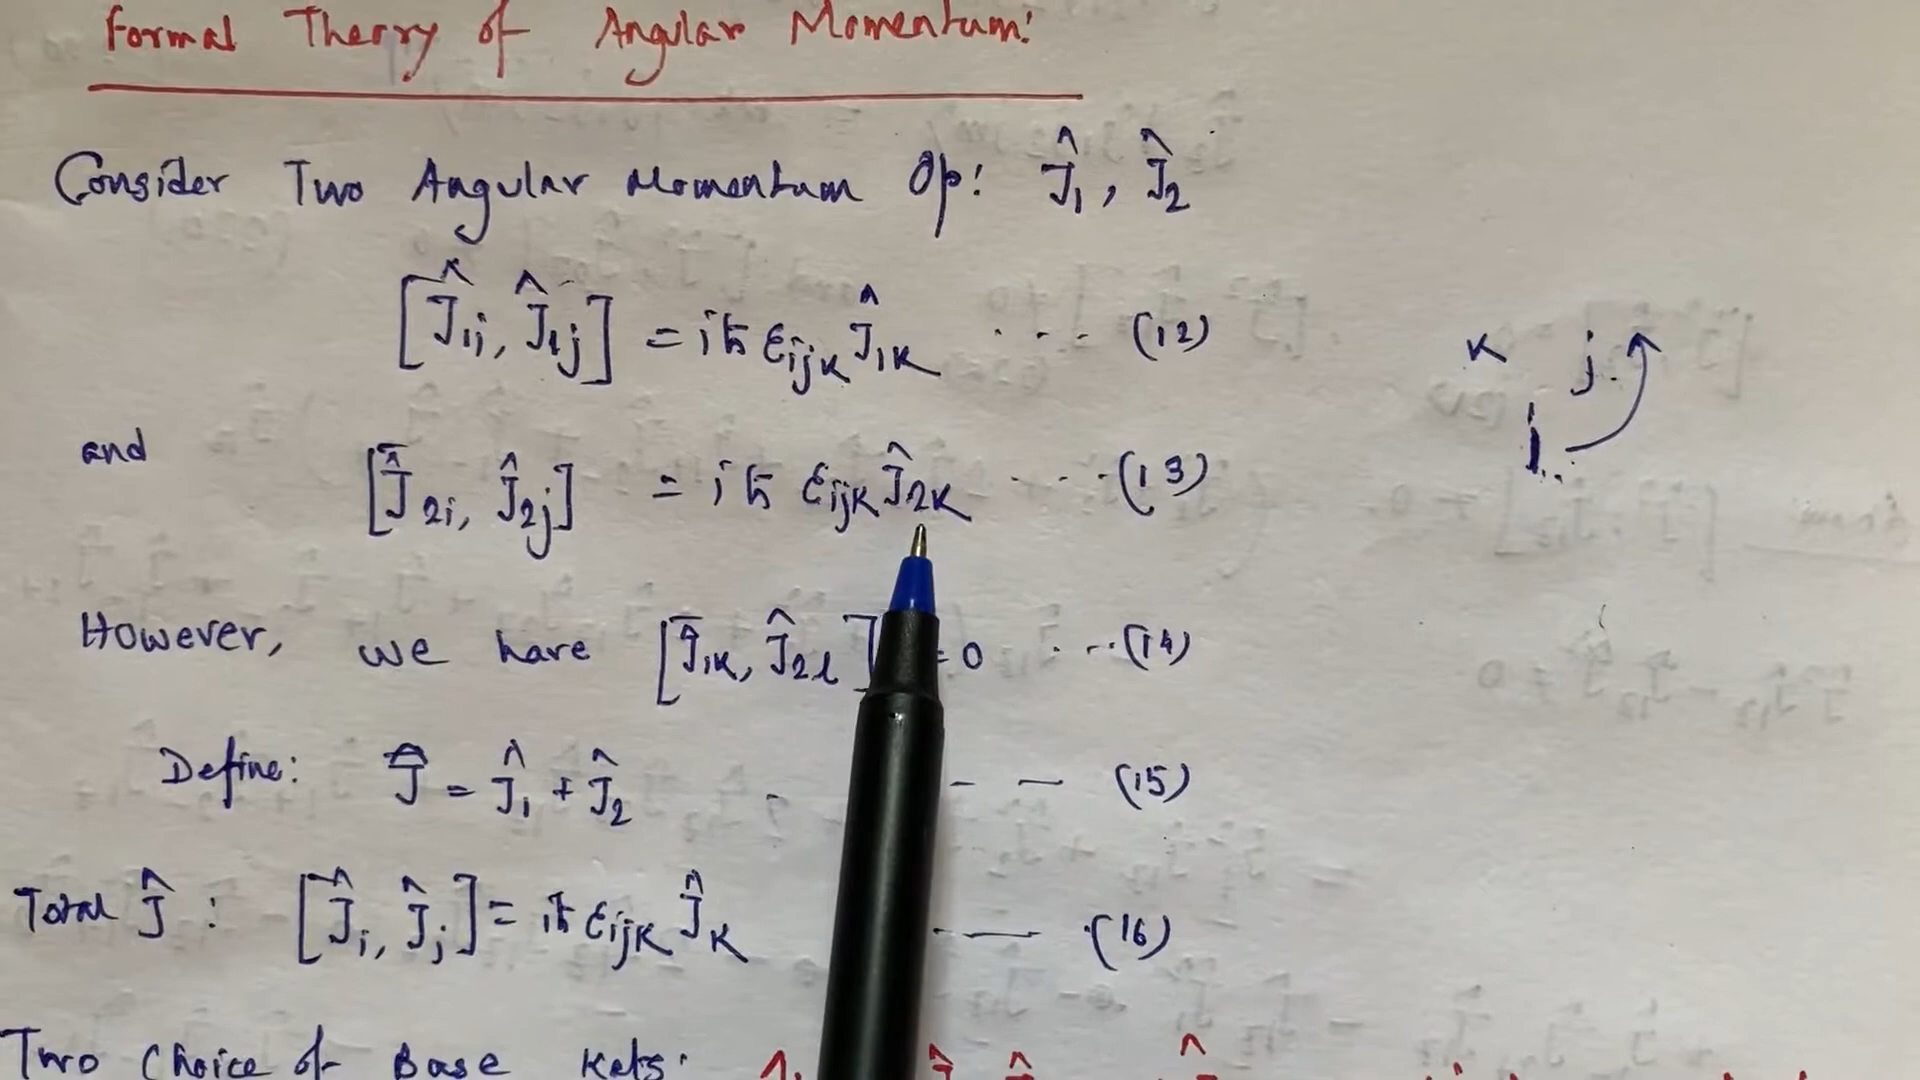 Formal Theory of Angular Momentum:
Consider Two Angular Momentum Op: Ĵ₁, Ĵ₂
[Ĵ₁ᵢ, Ĵ₁ⱼ] = iħ εᵢⱼₖ Ĵ₁ₖ ... (12)
k j
i
and [Ĵ₂ᵢ, Ĵ₂ⱼ] = iħ εᵢⱼₖ Ĵ₂ₖ ... (13)
However, we have [Ĵ₁ₖ, Ĵ₂ₗ] = 0 ... (14)
Define: Ĵ = Ĵ₁ + Ĵ₂ - - — (15)
Total Ĵ : [Ĵᵢ, Ĵⱼ] = iħ εᵢⱼₖ Ĵₖ - — (16)
Two Choice of Base Kets: